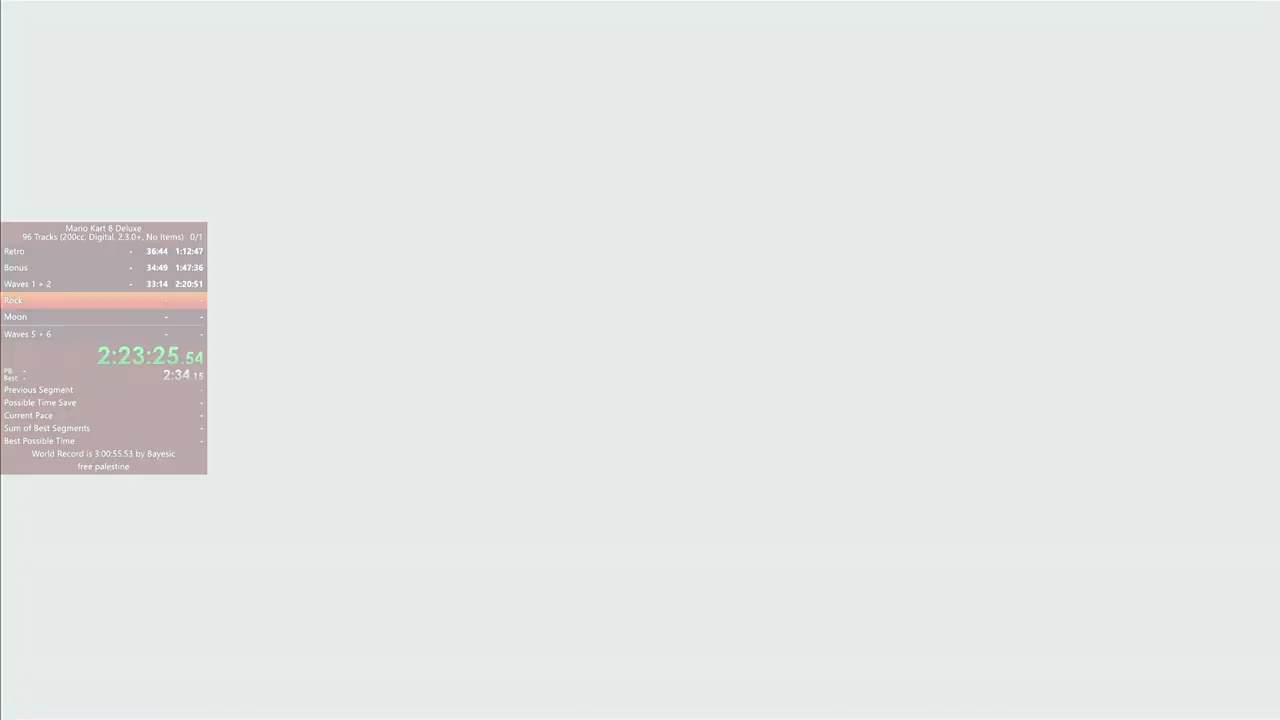 Mario Kart 8 Deluxe
96 Tracks (200cc, Digital, 2.3.0+, No Items) 0/1
Retro - 36:44 1:12:47
Bonus - 34:49 1:47:36
Waves 1 + 2 - 33:14 2:20:51
Rock - -
Moon - -
Waves 5 + 6 - -
2:23:25.54
PB: - 2:34.15
Best: -
Previous Segment -
Possible Time Save -
Current Pace -
Sum of Best Segments -
Best Possible Time -
World Record is 3:00:55.53 by Bayesic
free palestine